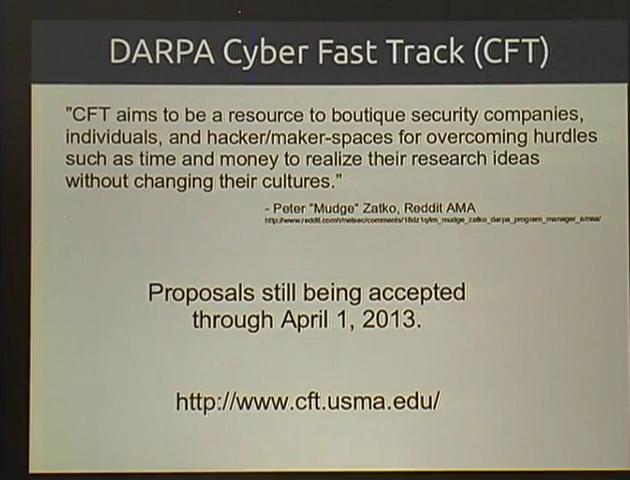 DARPA Cyber Fast Track (CFT)
"CFT aims to be a resource to boutique security companies,
individuals, and hacker/maker-spaces for overcoming hurdles
such as time and money to realize their research ideas
without changing their cultures."
- Peter "Mudge" Zatko, Reddit AMA
Proposals still being accepted
through April 1, 2013.
http://www.cft.usma.edu/